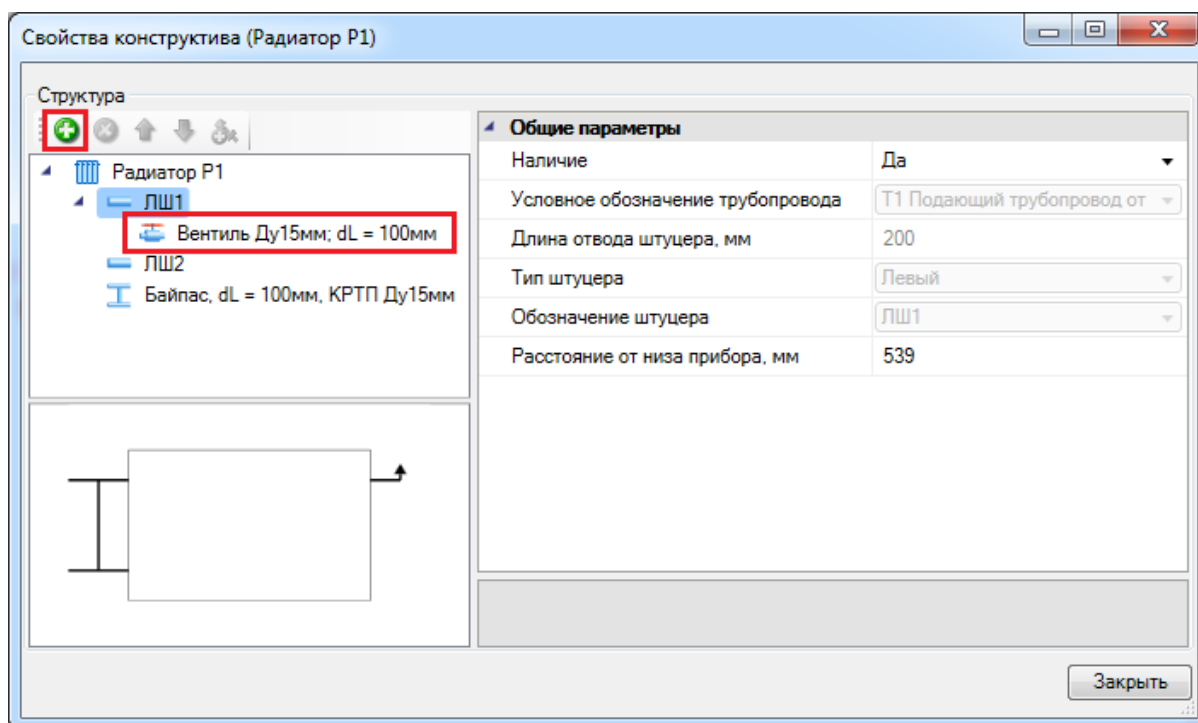 Свойства конструктива (Радиатор Р1)
Структура
Радиатор Р1
ЛШ1
Вентиль Ду15мм; dL = 100мм
ЛШ2
Байпас, dL = 100мм, КРТП Ду15мм
Общие параметры
Наличие Да
Условное обозначение трубопровода Т1 Подающий трубопровод от
Длина отвода штуцера, мм 200
Тип штуцера Левый
Обозначение штуцера ЛШ1
Расстояние от низа прибора, мм 539
Закрыть